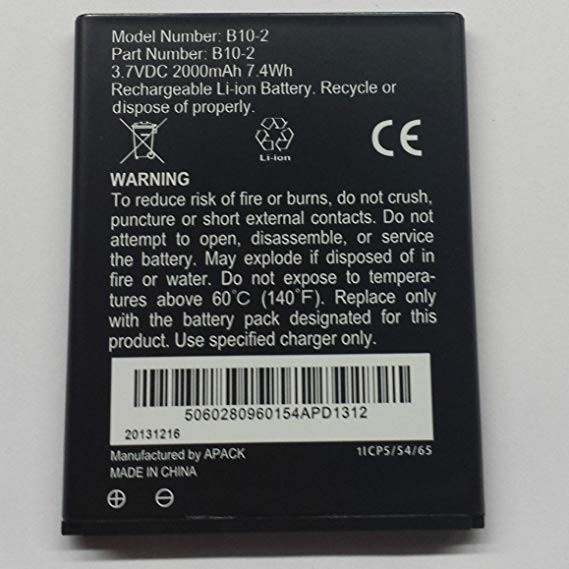 Model Number: B10-2
Part Number: B10-2
3.7VDC 2000mAh 7.4Wh
Rechargeable Li-ion Battery. Recycle or
dispose of properly.
CE
Li-ion
WARNING
To reduce risk of fire or burns, do not crush,
puncture or short external contacts. Do not
attempt to open, disassemble, or service
the battery. May explode if disposed of in
fire or water. Do not expose to tempera-
tures above 60°C (140°F). Replace only
with the battery pack designated for this
product. Use specified charger only.
5060280960154APD1312
20131216
Manufactured by APACK
1ICP5/54/65
MADE IN CHINA